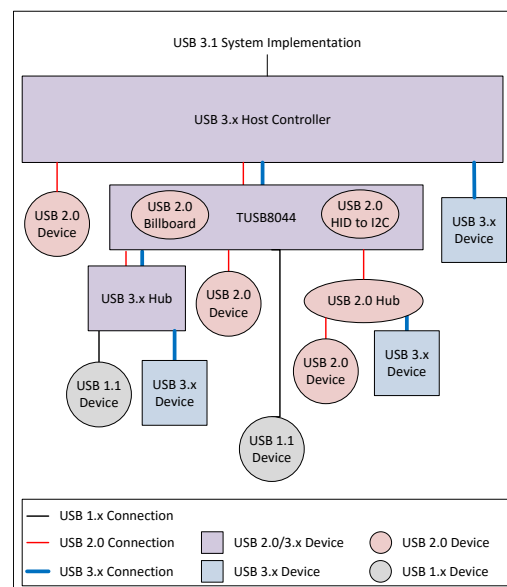 USB 3.1 System Implementation
USB 3.x Host Controller
USB 2.0
Device
USB 2.0
Billboard
TUSB8044
USB 2.0
HID to I2C
USB 3.x
Device
USB 3.x Hub
USB 2.0
Device
USB 2.0 Hub
USB 1.1
Device
USB 3.x
Device
USB 2.0
Device
USB 3.x
Device
USB 1.1
Device
USB 1.x Connection
USB 2.0 Connection
USB 2.0/3.x Device
USB 2.0 Device
USB 3.x Connection
USB 3.x Device
USB 1.x Device